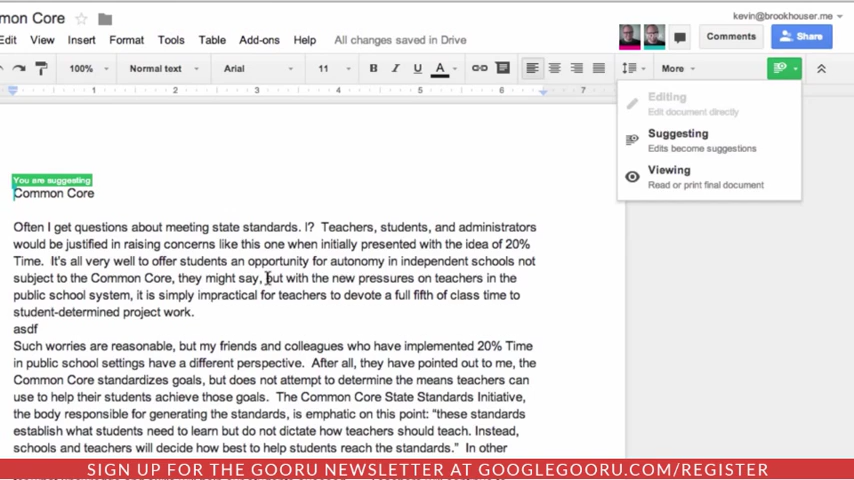 mon Core
kevin@brookhouser.me
Edit View Insert Format Tools Table Add-ons Help All changes saved in Drive
Comments Share
100% Normal text Arial 11 B I U A More
1 2 3 4 5 6 7
Editing
Edit document directly
Suggesting
Edits become suggestions
Viewing
Read or print final document
You are suggesting
Common Core
Often I get questions about meeting state standards. I? Teachers, students, and administrators
would be justified in raising concerns like this one when initially presented with the idea of 20%
Time. It's all very well to offer students an opportunity for autonomy in independent schools not
subject to the Common Core, they might say, but with the new pressures on teachers in the
public school system, it is simply impractical for teachers to devote a full fifth of class time to
student-determined project work.
asdf
Such worries are reasonable, but my friends and colleagues who have implemented 20% Time
in public school settings have a different perspective. After all, they have pointed out to me, the
Common Core standardizes goals, but does not attempt to determine the means teachers can
use to help their students achieve those goals. The Common Core State Standards Initiative,
the body responsible for generating the standards, is emphatic on this point: "these standards
establish what students need to learn but do not dictate how teachers should teach. Instead,
schools and teachers will decide how best to help students reach the standards." In other
SIGN UP FOR THE GOORU NEWSLETTER AT GOOGLEGOORU.COM/REGISTER